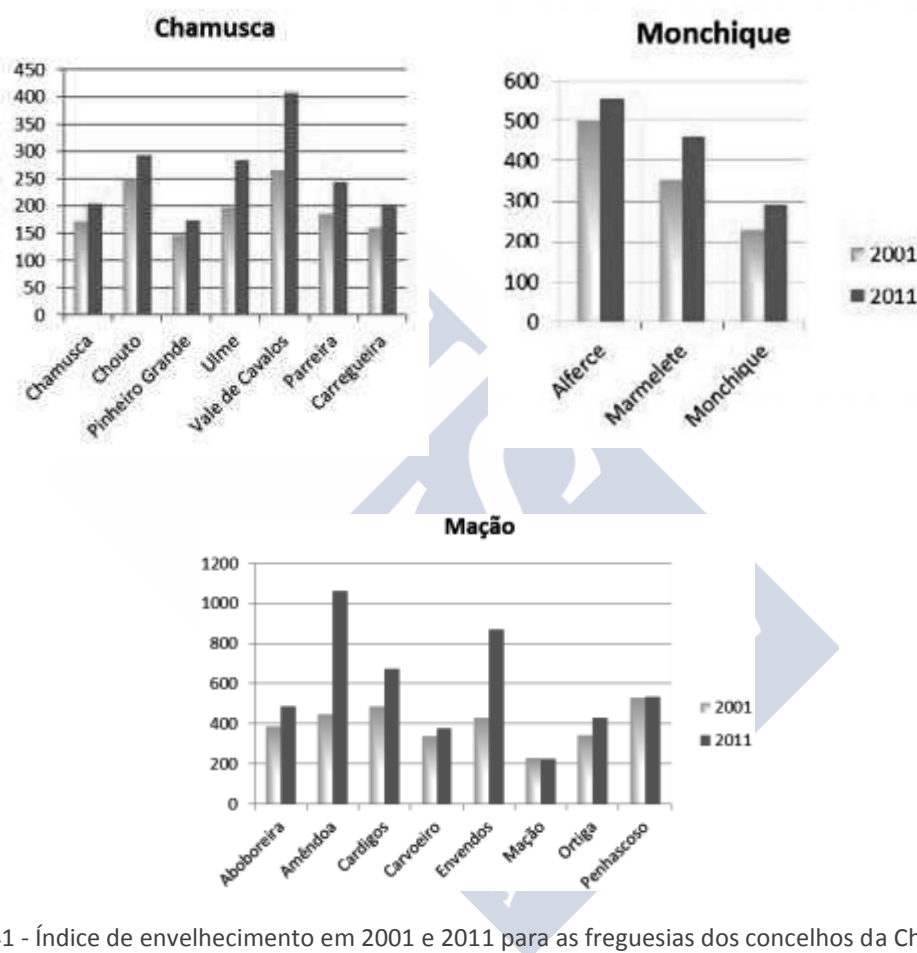 Chamusca
450
400
350
300
250
200
150
100
50
0
Chamusca
Chouto
Pinheiro Grande
Ulme
Vale de Cavalos
Parreira
Carregueira
Monchique
600
500
400
300
200
100
0
Alferce
Marmelete
Monchique
2001
2011
Mação
1200
1000
800
600
400
200
0
Aboboreira
Amêndoa
Cardigos
Carvoeiro
Envendos
Mação
Ortiga
Penhascoso
2001
2011
1 - Índice de envelhecimento em 2001 e 2011 para as freguesias dos concelhos da Ch